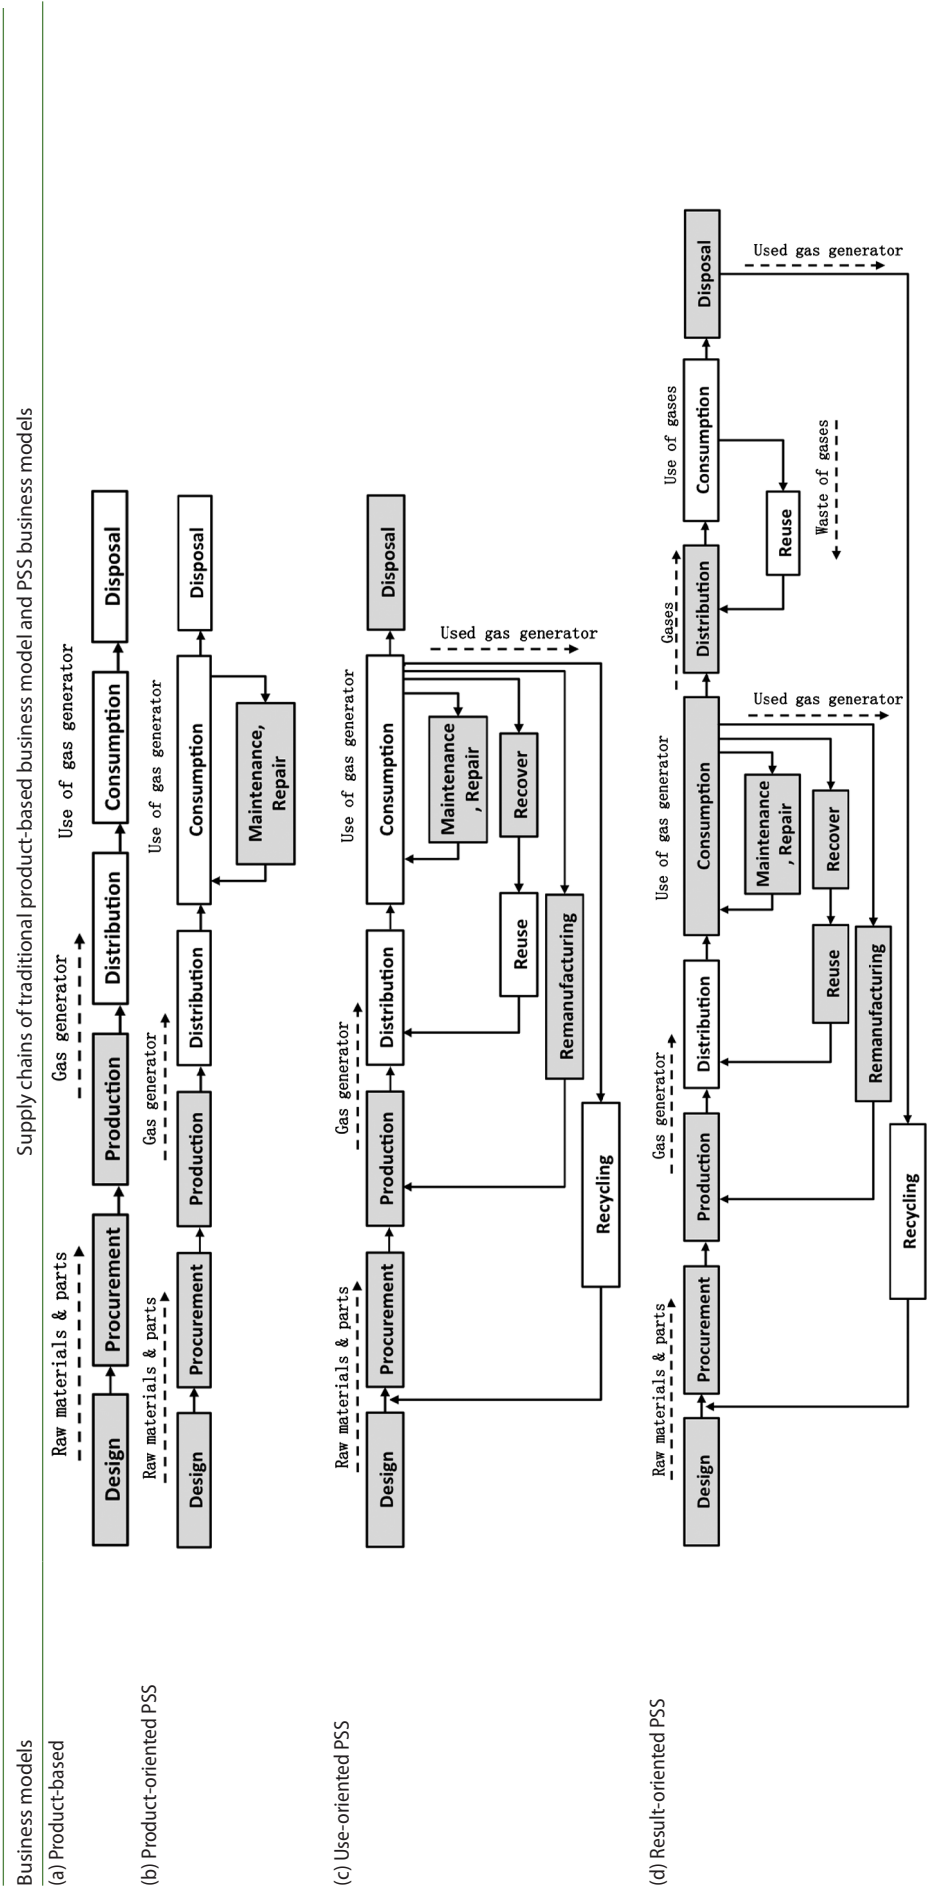 Business models
Supply chains of traditional product-based business model and PSS business models
(a) Product-based
Raw materials & parts
Gas generator
Use of gas generator
Design
Procurement
Production
Distribution
Consumption
Disposal
(b) Product-oriented PSS
Raw materials & parts
Gas generator
Use of gas generator
Design
Procurement
Production
Distribution
Consumption
Disposal
Maintenance,
Repair
(c) Use-oriented PSS
Raw materials & parts
Gas generator
Use of gas generator
Design
Procurement
Production
Distribution
Consumption
Disposal
Used gas generator
Maintenance
, Repair
Reuse
Recover
Remanufacturing
Recycling
(d) Result-oriented PSS
Raw materials & parts
Gas generator
Use of gas generator
Gases
Use of gases
Design
Procurement
Production
Distribution
Consumption
Distribution
Consumption
Disposal
Used gas generator
Used gas generator
Maintenance
, Repair
Reuse
Waste of gases
Reuse
Recover
Remanufacturing
Recycling